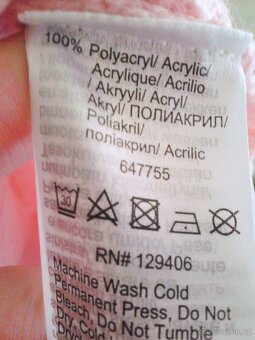 100% Polyacryl/ Acrylic/
Acrylique/ Acrilico
/ Akryyli/ Acryl/
Akryl/ ПОЛИАКРИЛ/
Poliakril/
поліакрил/ Acrilic
647755
30
RN# 129406
Machine Wash Cold
Permanent Press, Do Not
Bleach, Do Not Tumble
Dry, Cold